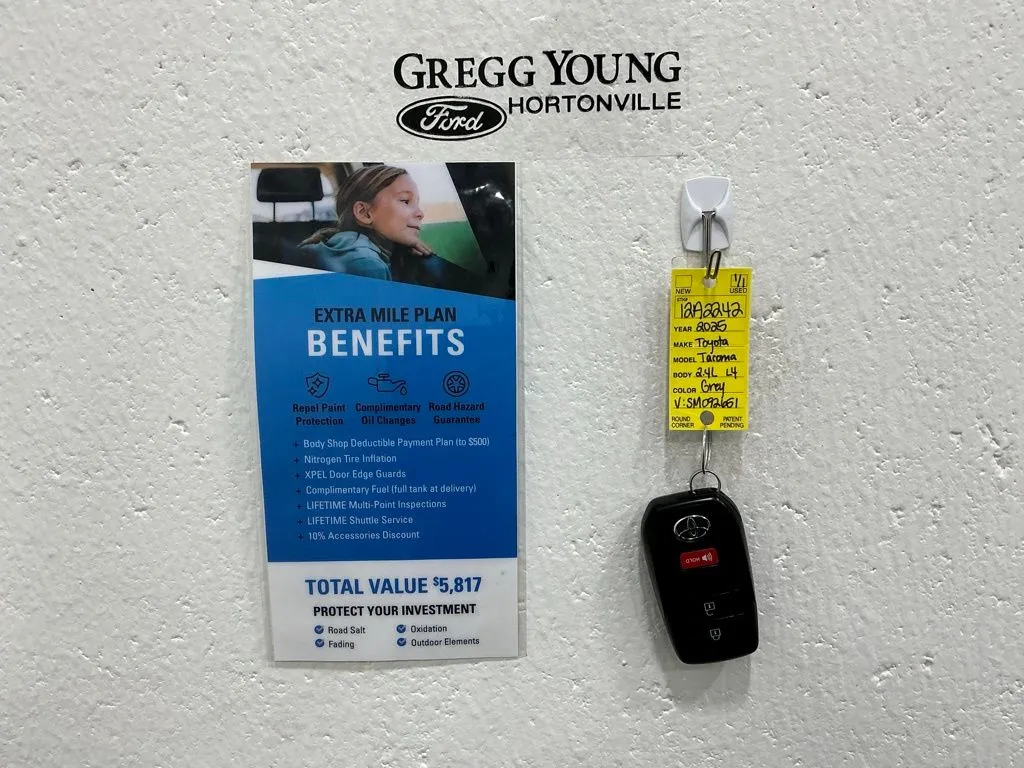 GREGG YOUNG
Ford HORTONVILLE
EXTRA MILE PLAN
BENEFITS
Repel Paint
Protection
Complimentary
Oil Changes
Road Hazard
Guarantee
+ Body Shop Deductible Payment Plan (to $500)
+ Nitrogen Tire Inflation
+ XPEL Door Edge Guards
+ Complimentary Fuel (full tank at delivery)
+ LIFETIME Multi-Point Inspections
+ LIFETIME Shuttle Service
+ 10% Accessories Discount
TOTAL VALUE $5,817
PROTECT YOUR INVESTMENT
Road Salt
Oxidation
Fading
Outdoor Elements
NEW
USED
STK#
12A2242
YEAR 2025
MAKE Toyota
MODEL Tacoma
BODY 2.4L L4
COLOR Grey
V: SM092651
ROUND
CORNER
PATENT
PENDING
HOLD